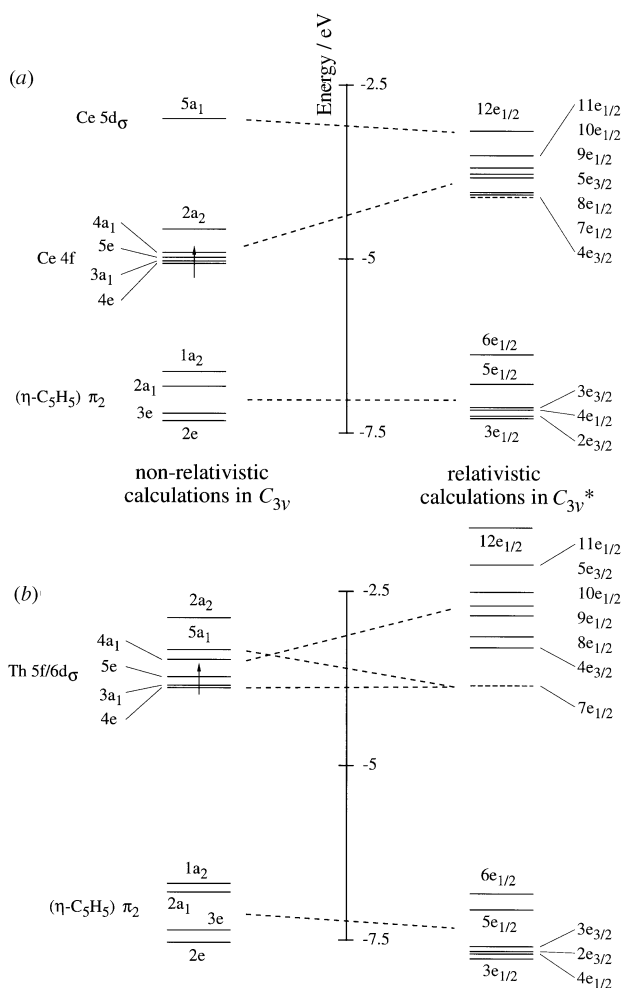 (a)
Energy / eV
-2.5
-5
-7.5
Ce 5dσ
5a1
2a2
4a1
5e
Ce 4f
3a1
4e
1a2
(η-C5H5) π2
2a1
3e
2e
12e1/2
11e1/2
10e1/2
9e1/2
5e3/2
8e1/2
7e1/2
4e3/2
6e1/2
5e1/2
3e3/2
4e1/2
2e3/2
3e1/2
non-relativistic
calculations in C3v
relativistic
calculations in C3v*
(b)
-2.5
-5
-7.5
2a2
5a1
4a1
Th 5f/6dσ
5e
3a1
4e
1a2
(η-C5H5) π2
2a1
3e
2e
12e1/2
11e1/2
5e3/2
10e1/2
9e1/2
8e1/2
4e3/2
7e1/2
6e1/2
5e1/2
3e3/2
2e3/2
3e1/2
4e1/2